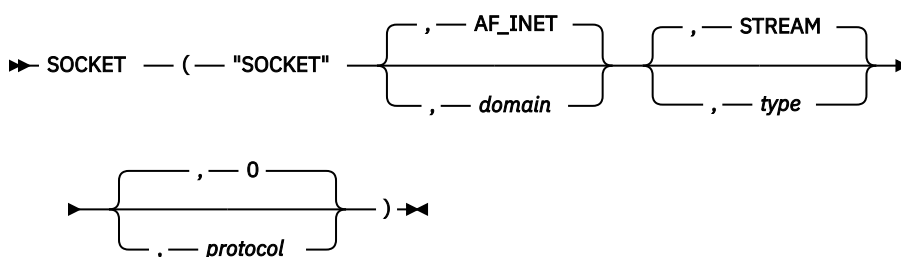 , AF_INET , STREAM
SOCKET ( "SOCKET"
, domain , type
, 0
)
, protocol